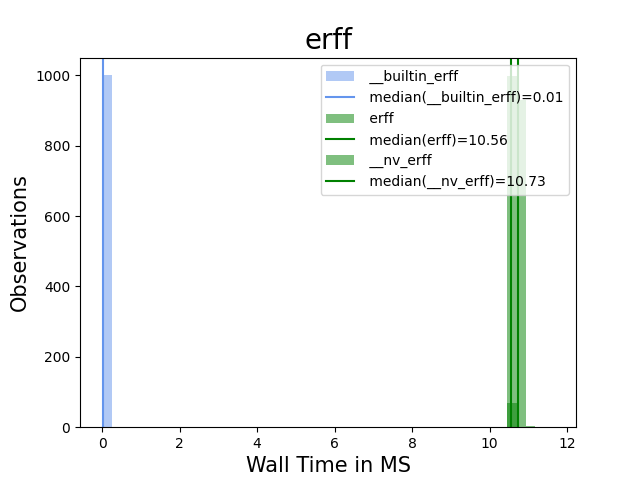 erff
1000
800
600
400
200
0
Observations
__builtin_erff
median(__builtin_erff)=0.01
erff
median(erff)=10.56
__nv_erff
median(__nv_erff)=10.73
0 2 4 6 8 10 12
Wall Time in MS